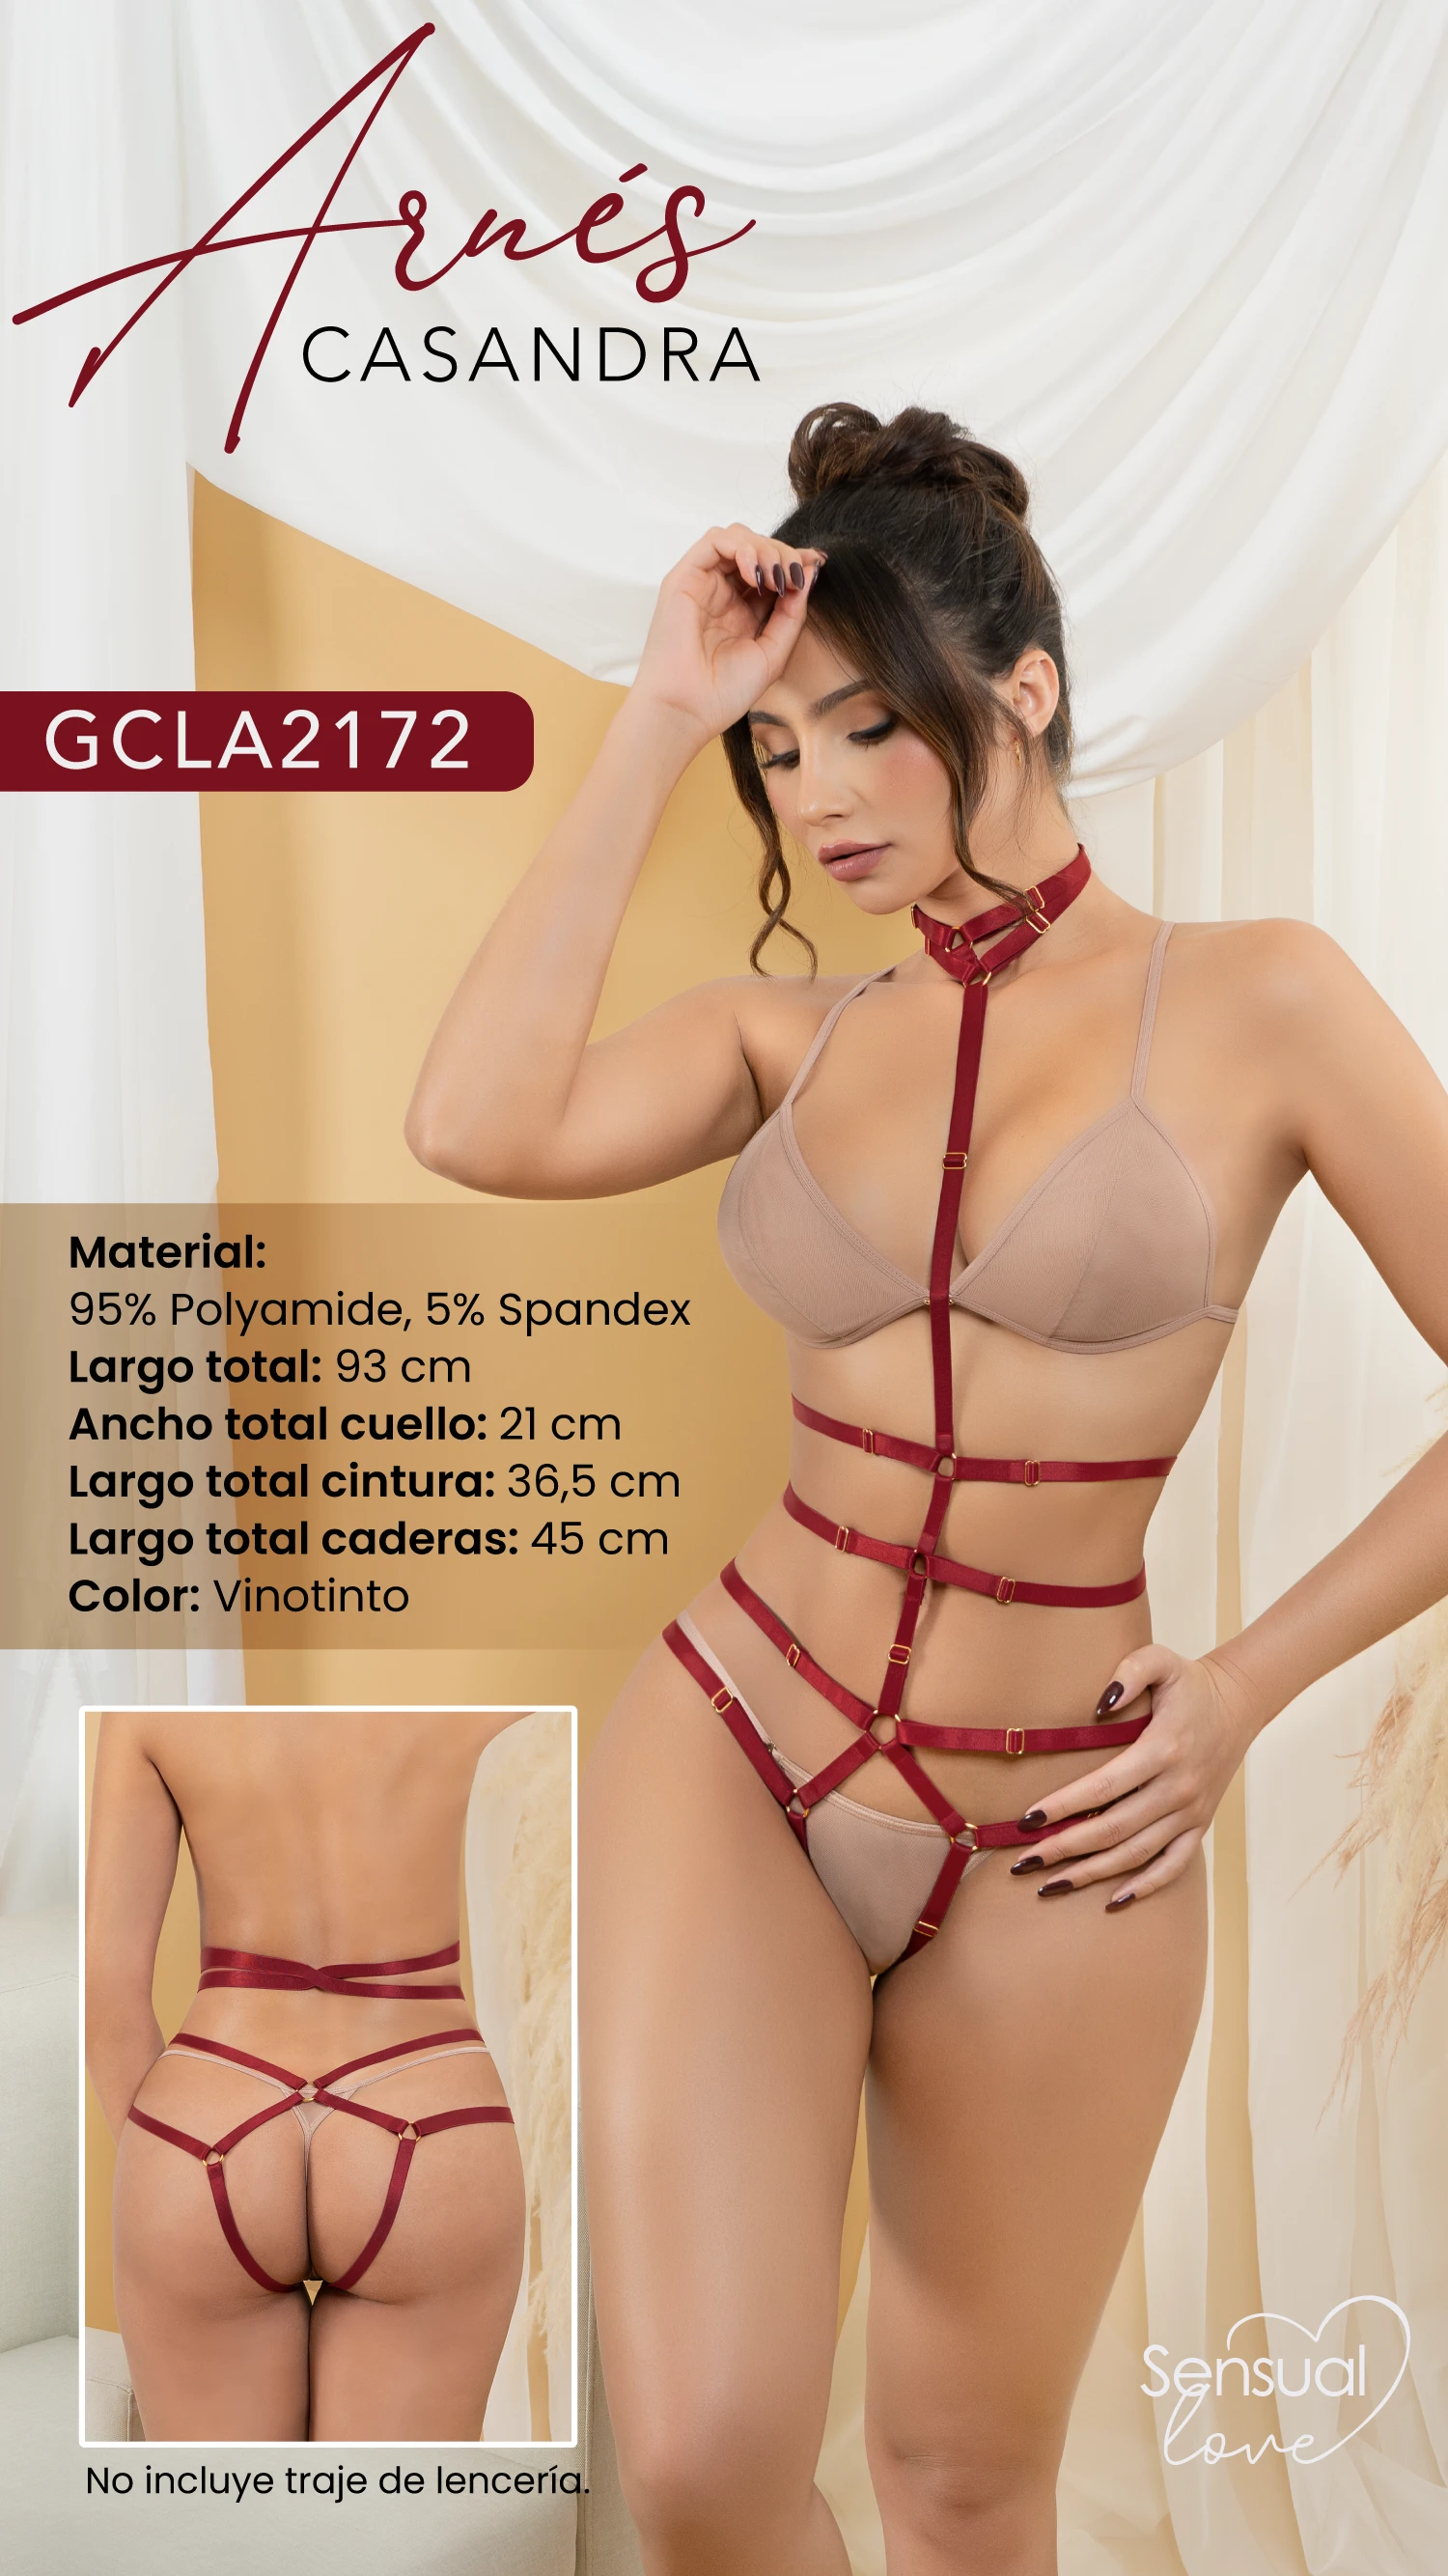 Arnés
CASANDRA
GCLA2172
Material:
95% Polyamide, 5% Spandex
Largo total: 93 cm
Ancho total cuello: 21 cm
Largo total cintura: 36,5 cm
Largo total caderas: 45 cm
Color: Vinotinto
No incluye traje de lencería.
Sensual
love